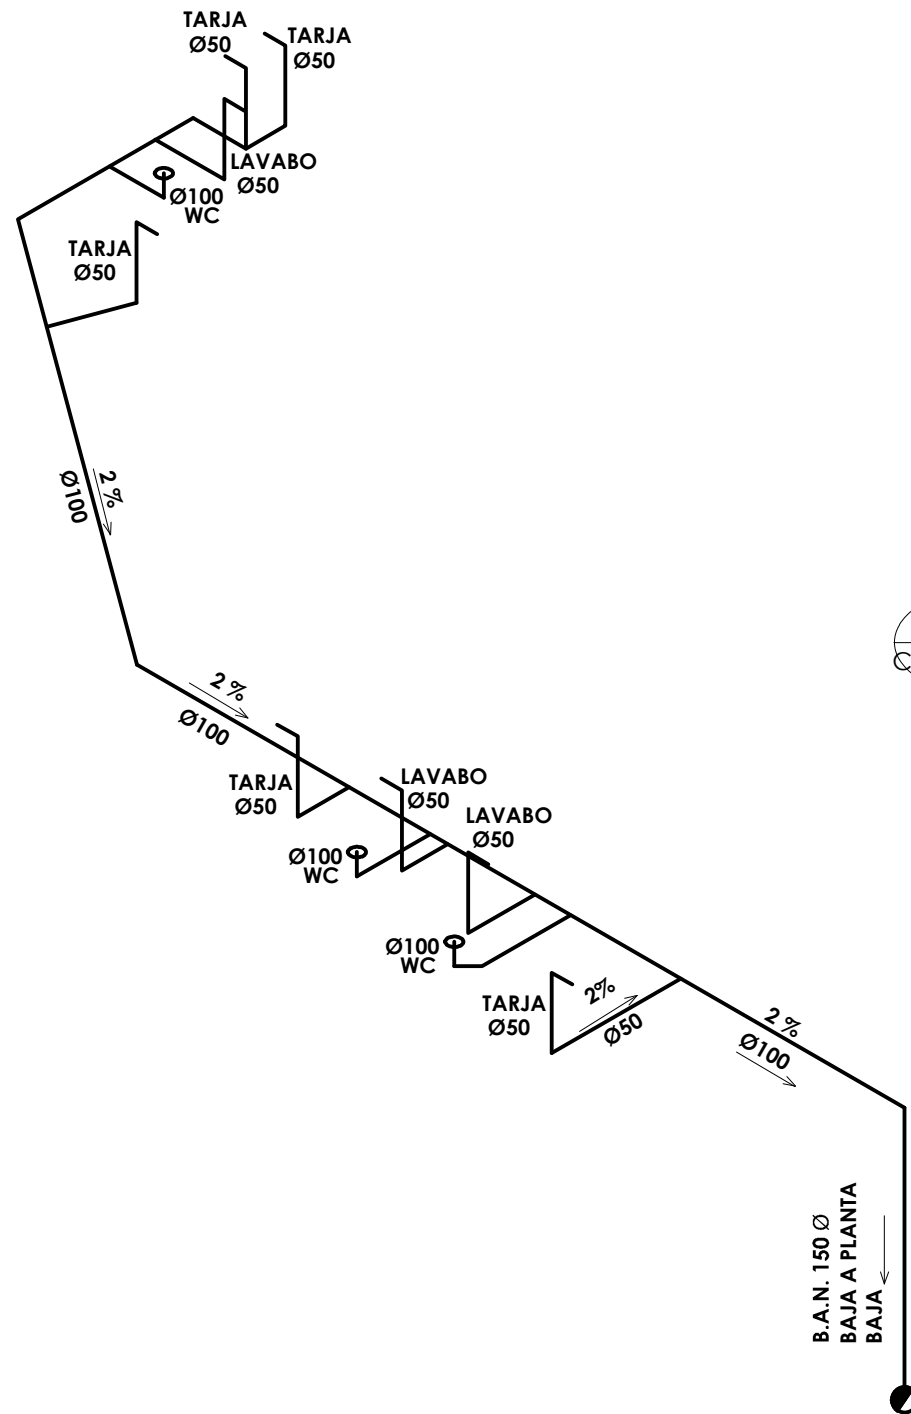 TARJA
Ø50
TARJA
Ø50
LAVABO
Ø50
Ø100
WC
TARJA
Ø50
2 %
Ø100
2 %
Ø100
TARJA
Ø50
LAVABO
Ø50
LAVABO
Ø50
Ø100
WC
Ø100
WC
TARJA
Ø50
2%
Ø50
2 %
Ø100
B.A.N. 150 Ø
BAJA A PLANTA
BAJA